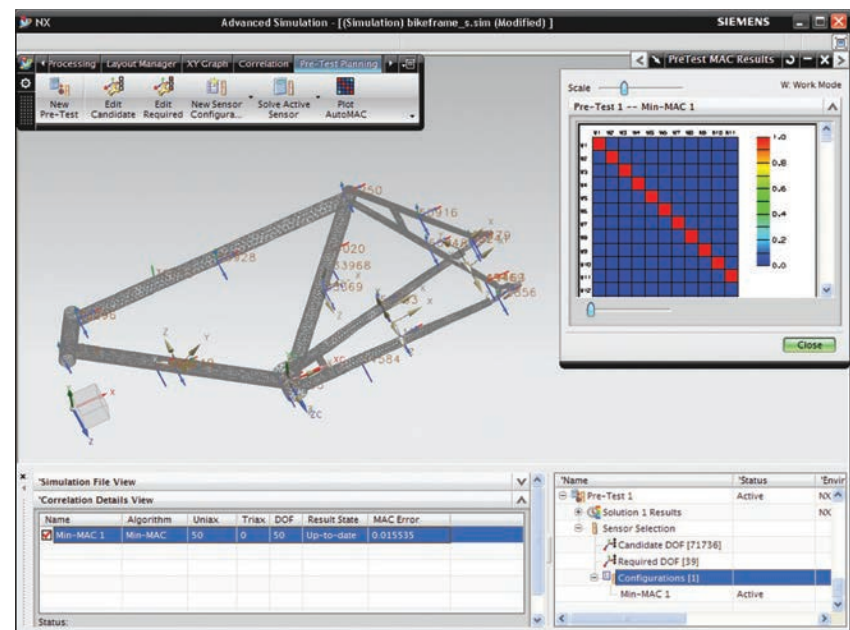 NX Advanced Simulation - [(Simulation) bikeframe_s.sim (Modified) ] SIEMENS
Processing Layout Manager XY Graph Correlation Pre-Test Planning
New Pre-Test
Edit Candidate
Edit Required
New Sensor Configura...
Solve Active Sensor
Plot AutoMAC
PreTest MAC Results
Scale
W. Work Mode
Pre-Test 1 -- Min-MAC 1
1.0
0.8
0.6
0.4
0.2
0.0
Close
Z Y
X
Z
ZC
'Simulation File View
'Correlation Details View
Name Algorithm Uniax Triax DOF Result State MAC Error
Min-MAC 1 Min-MAC 50 0 50 Up-to-date 0.015535
Status:
'Name 'Status 'Envir
Pre-Test 1 Active NX
Solution 1 Results NX
Sensor Selection
Candidate DOF [71736]
Required DOF [39]
Configurations [1]
Min-MAC 1 Active